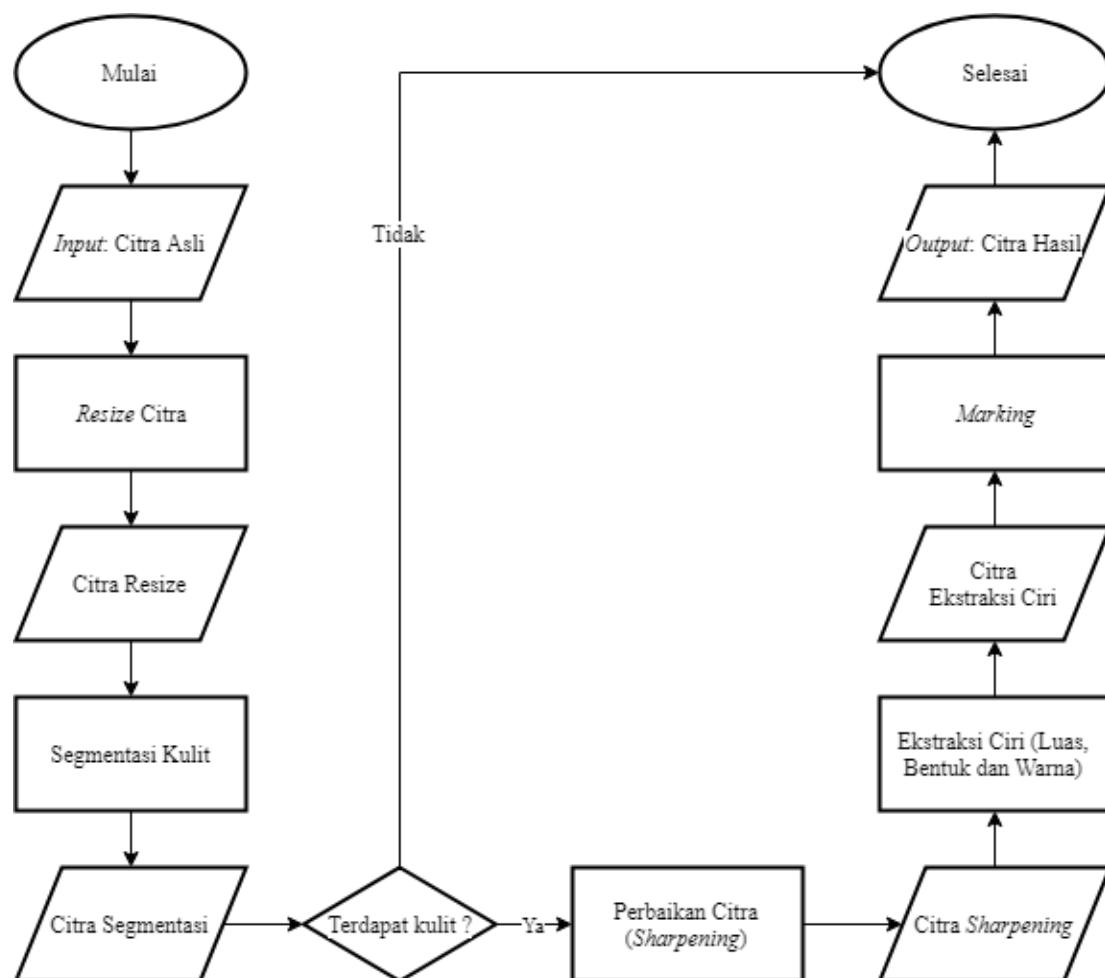 Mulai
Input: Citra Asli
Resize Citra
Citra Resize
Segmentasi Kulit
Citra Segmentasi
Terdapat kulit ?
Tidak
Ya
Perbaikan Citra
(Sharpening)
Citra Sharpening
Ekstraksi Ciri (Luas,
Bentuk dan Warna)
Citra
Ekstraksi Ciri
Marking
Output: Citra Hasil
Selesai